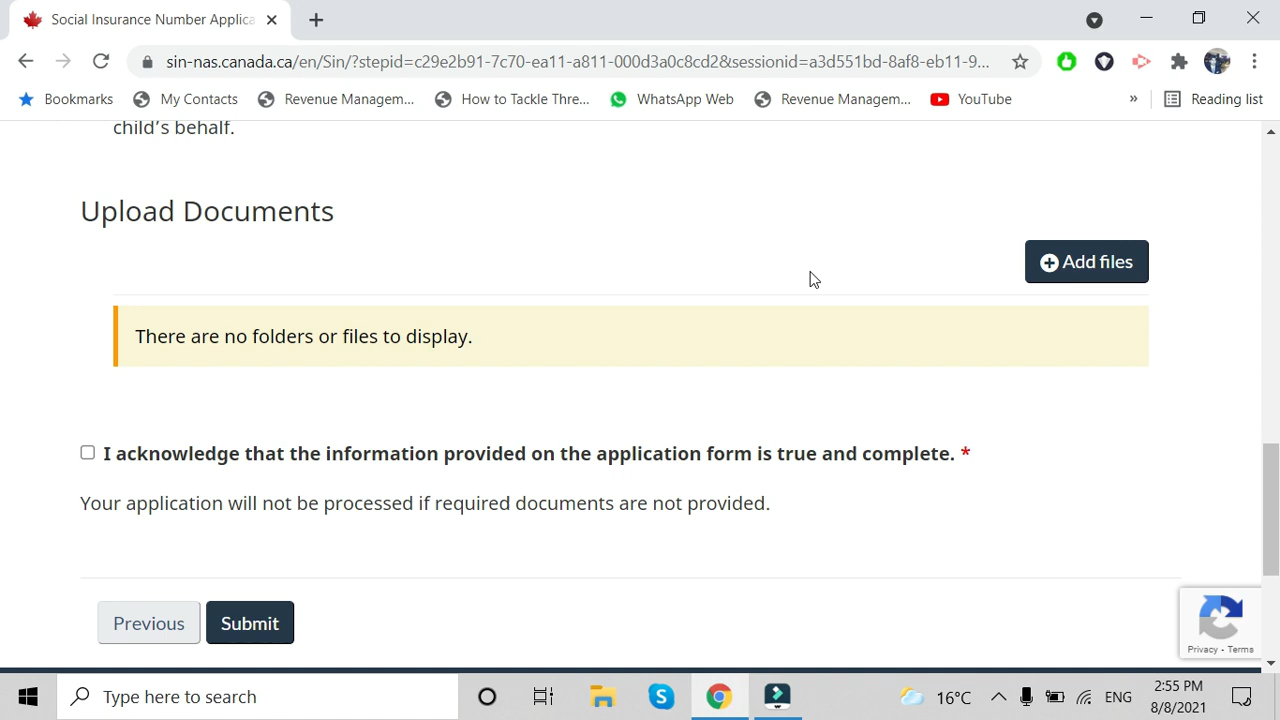 Social Insurance Number Applica
sin-nas.canada.ca/en/Sin/?stepid=c29e2b91-7c70-ea11-a811-000d3a0c8cd2&sessionid=a3d551bd-8af8-eb11-9...
Bookmarks My Contacts Revenue Managem... How to Tackle Thre... WhatsApp Web Revenue Managem... YouTube » Reading list
child's behalf.
Upload Documents
Add files
There are no folders or files to display.
I acknowledge that the information provided on the application form is true and complete. *
Your application will not be processed if required documents are not provided.
Previous Submit
Privacy - Terms
Type here to search
16°C ENG
2:55 PM
8/8/2021